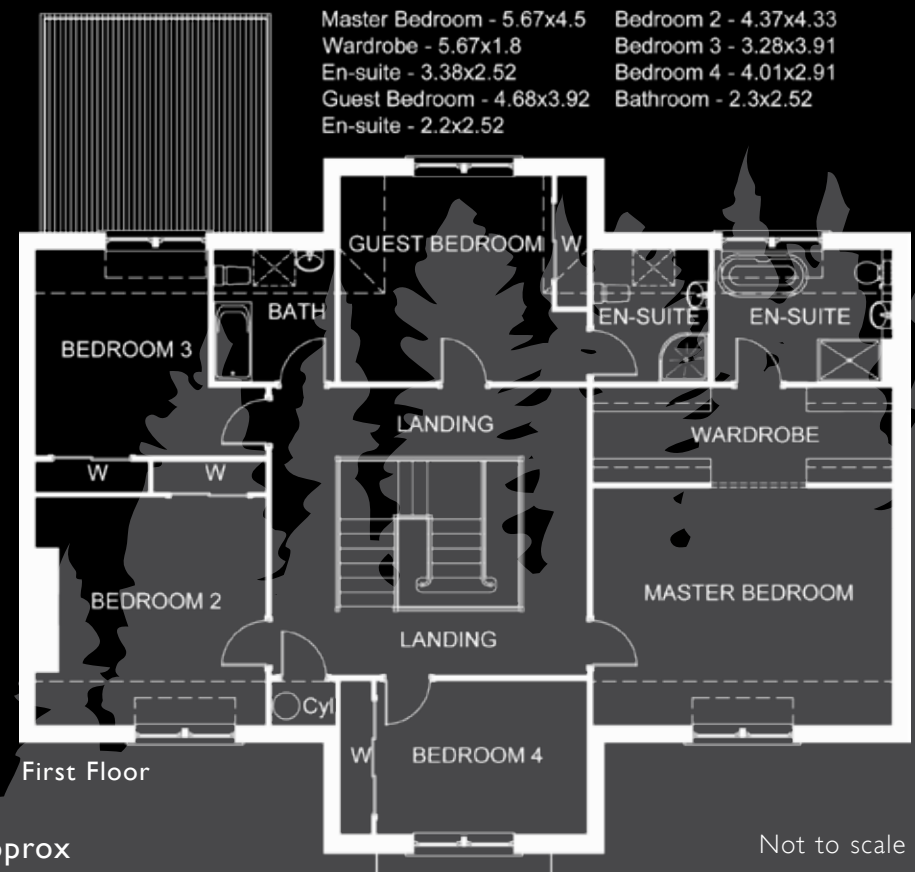 Master Bedroom - 5.67x4.5
Wardrobe - 5.67x1.8
En-suite - 3.38x2.52
Guest Bedroom - 4.68x3.92
En-suite - 2.2x2.52
Bedroom 2 - 4.37x4.33
Bedroom 3 - 3.28x3.91
Bedroom 4 - 4.01x2.91
Bathroom - 2.3x2.52
GUEST BEDROOM
W
BATH
EN-SUITE
EN-SUITE
BEDROOM 3
LANDING
WARDROBE
W
W
BEDROOM 2
MASTER BEDROOM
LANDING
Cyl
W
BEDROOM 4
First Floor
Not to scale